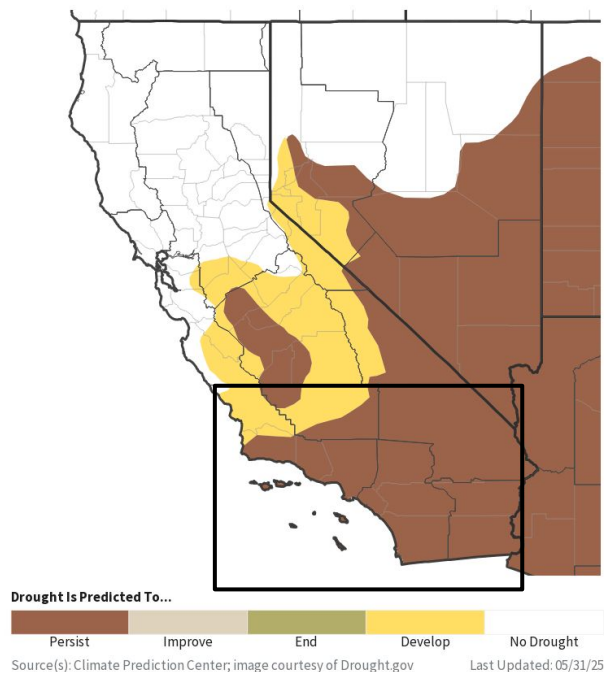 Drought Is Predicted To...
Persist Improve End Develop No Drought
Source(s): Climate Prediction Center; image courtesy of Drought.gov Last Updated: 05/31/25